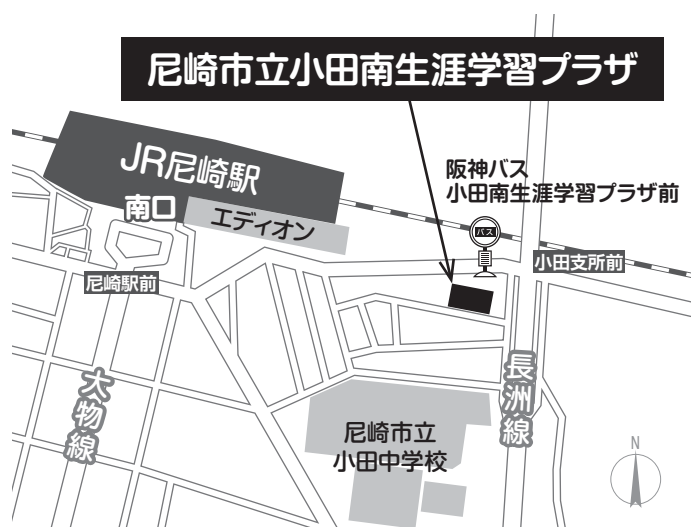 尼崎市立小田南生涯学習プラザ
JR尼崎駅
南口
エディオン
阪神バス
小田南生涯学習プラザ前
バス
小田支所前
尼崎駅前
大物線
長洲線
尼崎市立
小田中学校
N